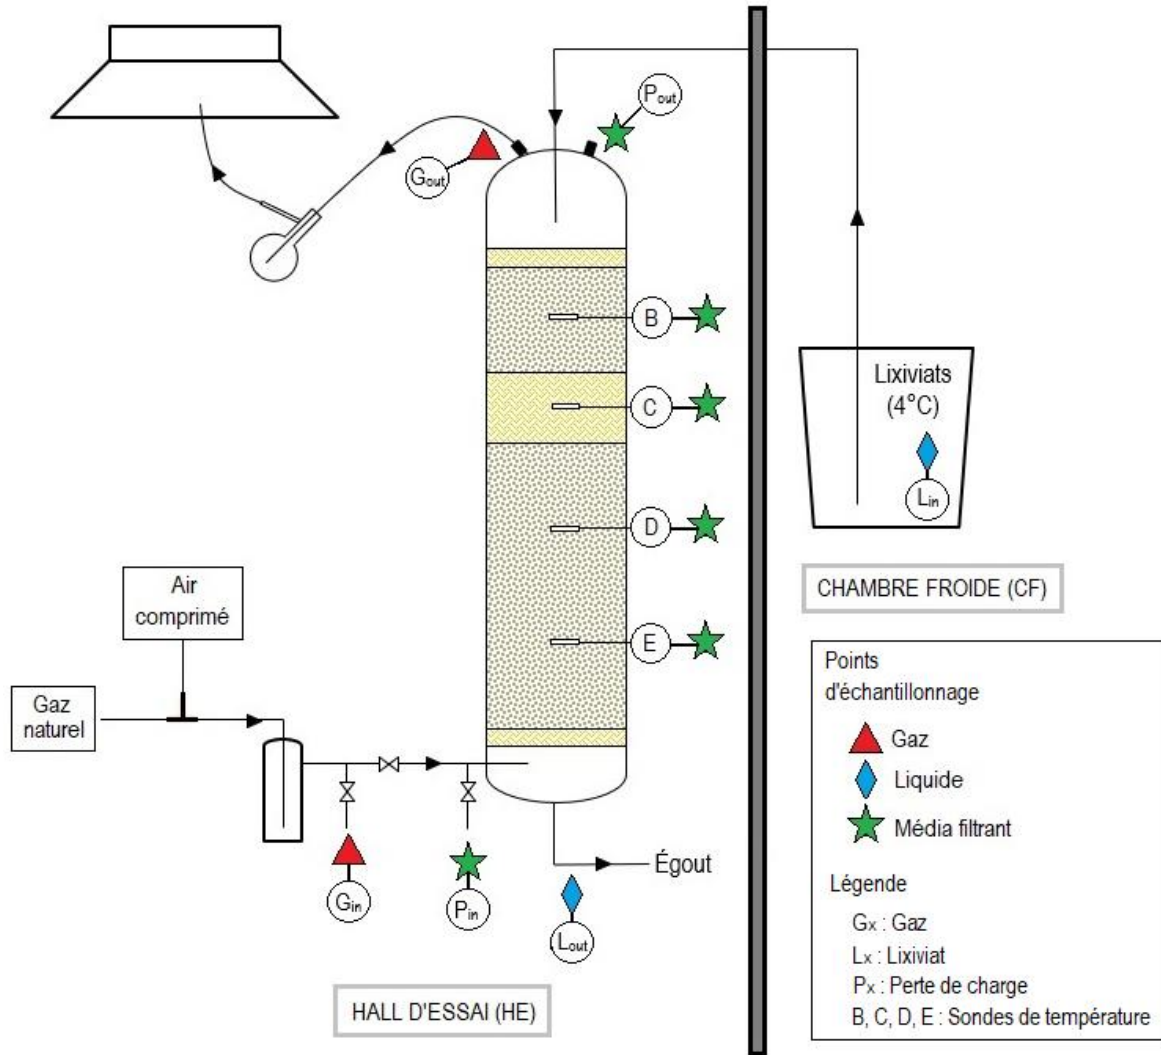 Pout
Gout
B
C
D
E
Lixiviats
(4°C)
Lin
CHAMBRE FROIDE (CF)
Air
comprimé
Gaz
naturel
Gin
Pin
Lout
Égout
HALL D'ESSAI (HE)
Points
d'échantillonnage
Gaz
Liquide
Média filtrant
Légende
Gx : Gaz
Lx : Lixiviat
Px : Perte de charge
B, C, D, E : Sondes de température